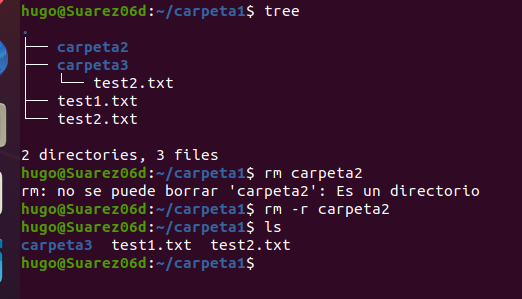 hugo@Suarez06d:~/carpeta1$ tree
.
├── carpeta2
├── carpeta3
│   └── test2.txt
├── test1.txt
└── test2.txt
2 directories, 3 files
hugo@Suarez06d:~/carpeta1$ rm carpeta2
rm: no se puede borrar 'carpeta2': Es un directorio
hugo@Suarez06d:~/carpeta1$ rm -r carpeta2
hugo@Suarez06d:~/carpeta1$ ls
carpeta3  test1.txt  test2.txt
hugo@Suarez06d:~/carpeta1$